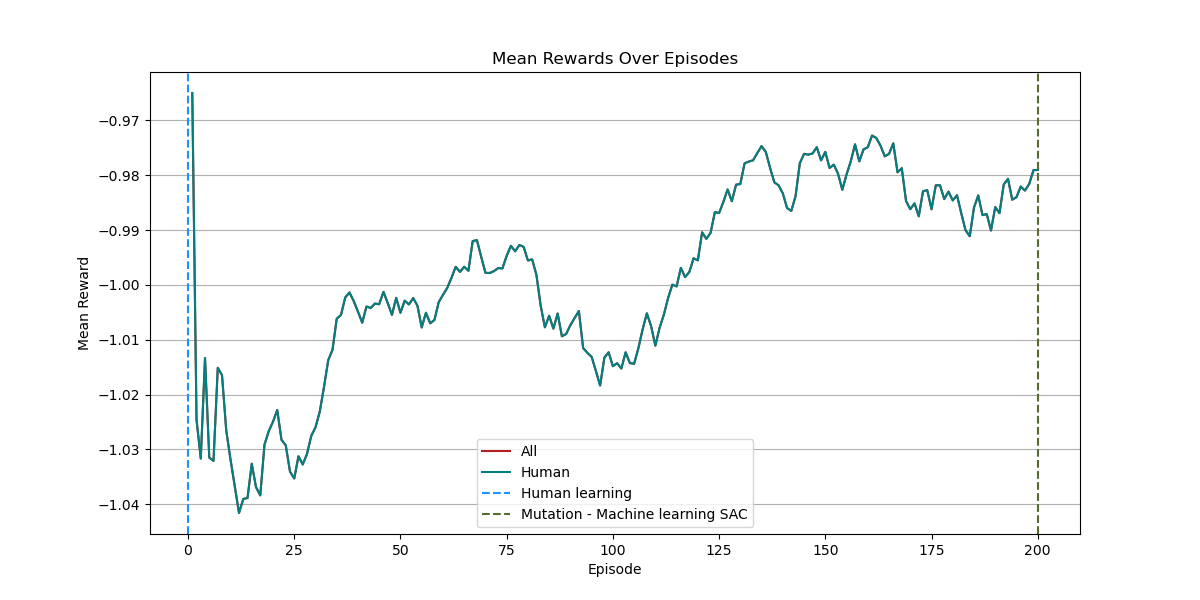 Mean Rewards Over Episodes
Mean Reward
−0.97
−0.98
−0.99
−1.00
−1.01
−1.02
−1.03
−1.04
All
Human
Human learning
Mutation - Machine learning SAC
0 25 50 75 100 125 150 175 200
Episode